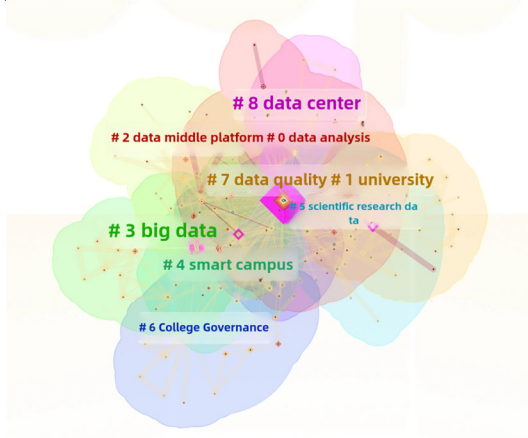 # 8 data center
# 2 data middle platform # 0 data analysis
# 7 data quality # 1 university
# 5 scientific research da
ta
# 3 big data
# 4 smart campus
# 6 College Governance